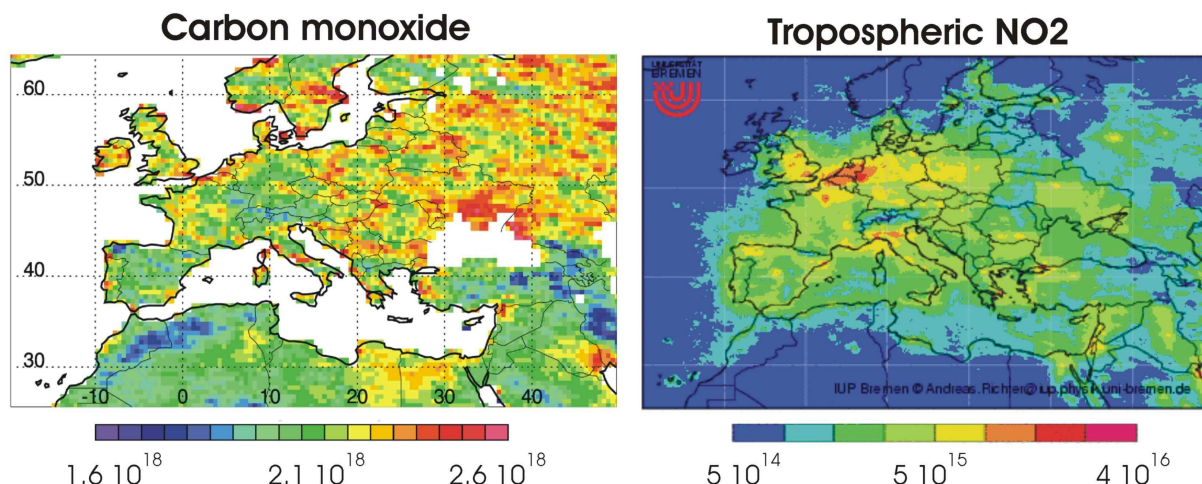 Carbon monoxide
Tropospheric NO2
60
50
40
30
-10 0 10 20 30 40
UNIVERSITÄT
BREMEN
IUP Bremen © Andreas.Richter@iup.physik.uni-bremen.de
1.6 10^18 2.1 10^18 2.6 10^18
5 10^14 5 10^15 4 10^16